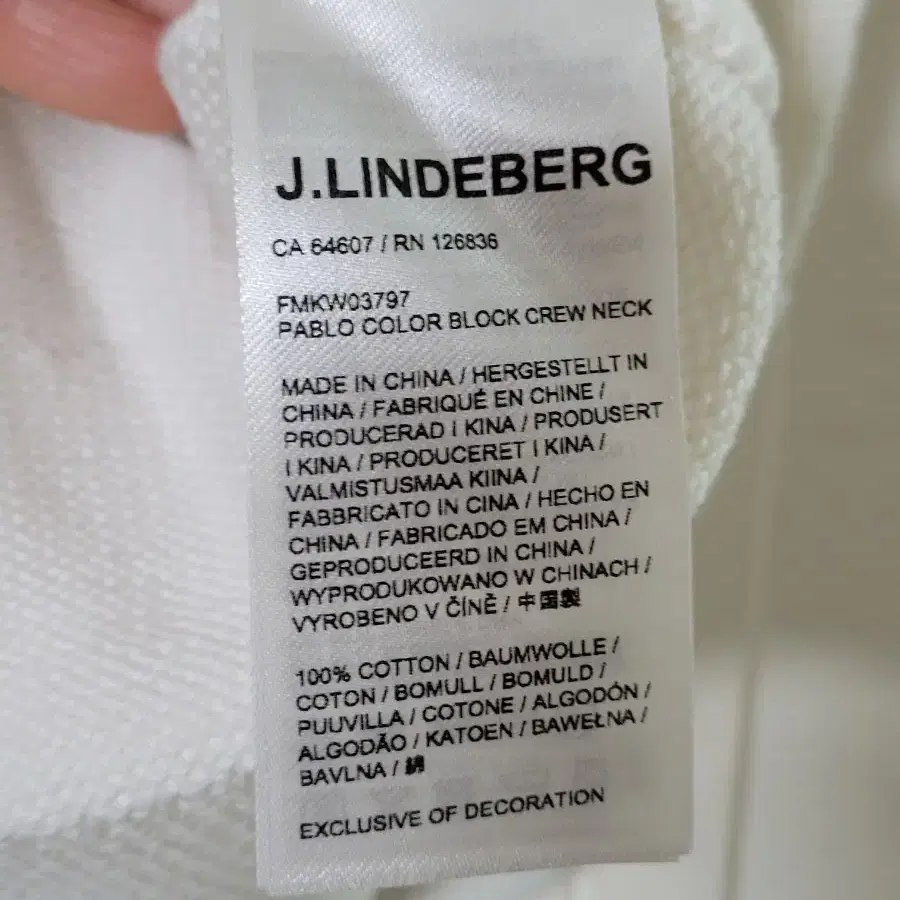 J.LINDEBERG
CA 64607 / RN 126836
FMKW03797
PABLO COLOR BLOCK CREW NECK
MADE IN CHINA / HERGESTELLT IN
CHINA / FABRIQUÉ EN CHINE /
PRODUCERAD I KINA / PRODUSERT
I KINA / PRODUCERET I KINA /
VALMISTUSMAA KIINA /
FABBRICATO IN CINA / HECHO EN
CHINA / FABRICADO EM CHINA /
GEPRODUCEERD IN CHINA /
WYPRODUKOWANO W CHINACH /
VYROBENO V ČÍNĚ / 中国製
100% COTTON / BAUMWOLLE /
COTON / BOMULL / BOMULD /
PUUVILLA / COTONE / ALGODÓN /
ALGODÃO / KATOEN / BAWEŁNA /
BAVLNA / 綿
EXCLUSIVE OF DECORATION